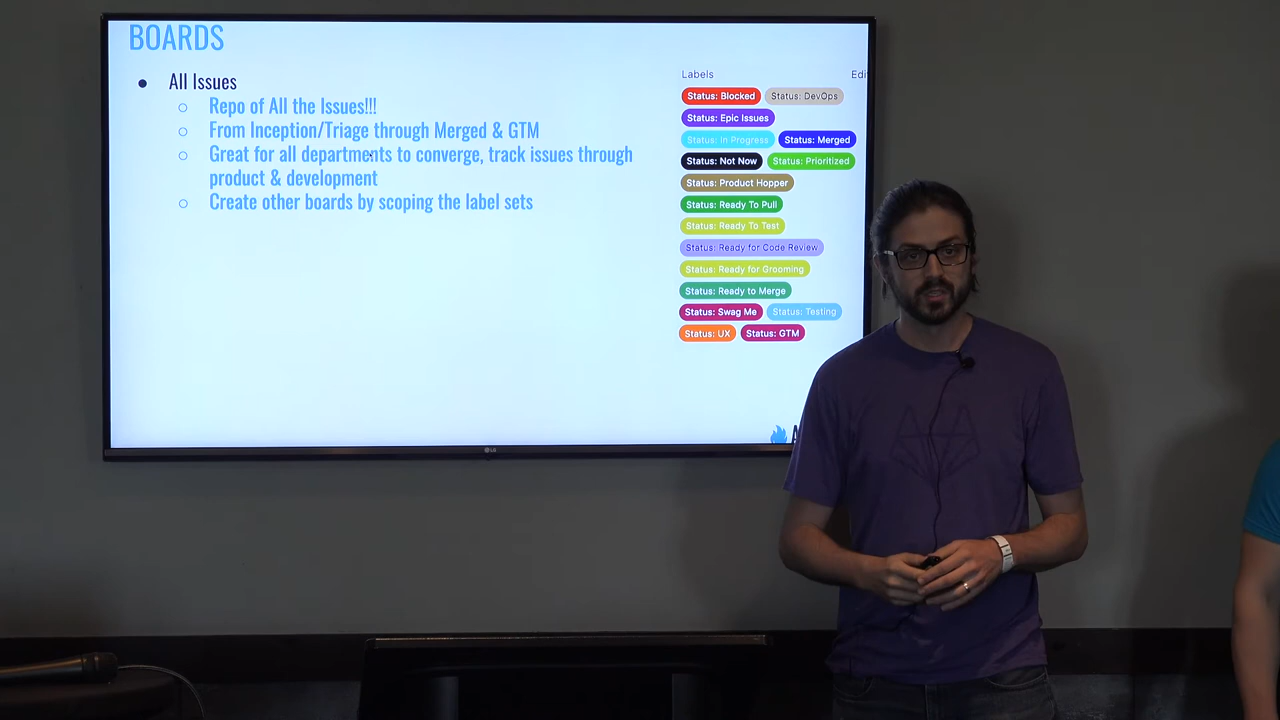 BOARDS
All Issues
Repo of All the Issues!!!
From Inception/Triage through Merged & GTM
Great for all departments to converge, track issues through
product & development
Create other boards by scoping the label sets
Labels Edi
Status: Blocked Status: DevOps
Status: Epic Issues
Status: In Progress Status: Merged
Status: Not Now Status: Prioritized
Status: Product Hopper
Status: Ready To Pull
Status: Ready To Test
Status: Ready for Code Review
Status: Ready for Grooming
Status: Ready to Merge
Status: Swag Me Status: Testing
Status: UX Status: GTM
LG